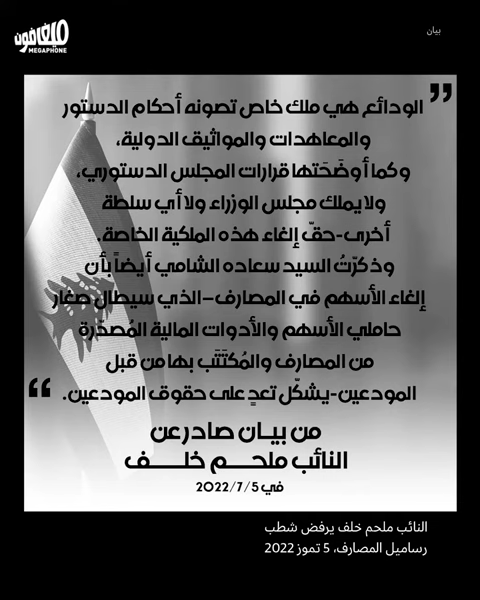 ميغافون
MEGAPHONE
بيان
"الودائع هي ملك خاص تصونه أحكام الدستور
والمعاهدات والمواثيق الدولية،
وكما أوضَحَتها قرارات المجلس الدستوري،
ولا يملك مجلس الوزراء ولا أي سلطة
أخرى-حقّ إلغاء هذه الملكية الخاصة.
وذكرّتُ السيد سعاده الشامي أيضاً بأن
إلغاء الأسهم في المصارف–الذي سيطال صغار
حاملي الأسهم والأدوات المالية المُصدّرة
من المصارف والمُكتَتَب بها من قبل
المودعين-يشكّل تعدٍ على حقوق المودعين."
من بيان صادر عن
النائب ملحم خلف
في 2022/7/5
النائب ملحم خلف يرفض شطب
رساميل المصارف، 5 تموز 2022